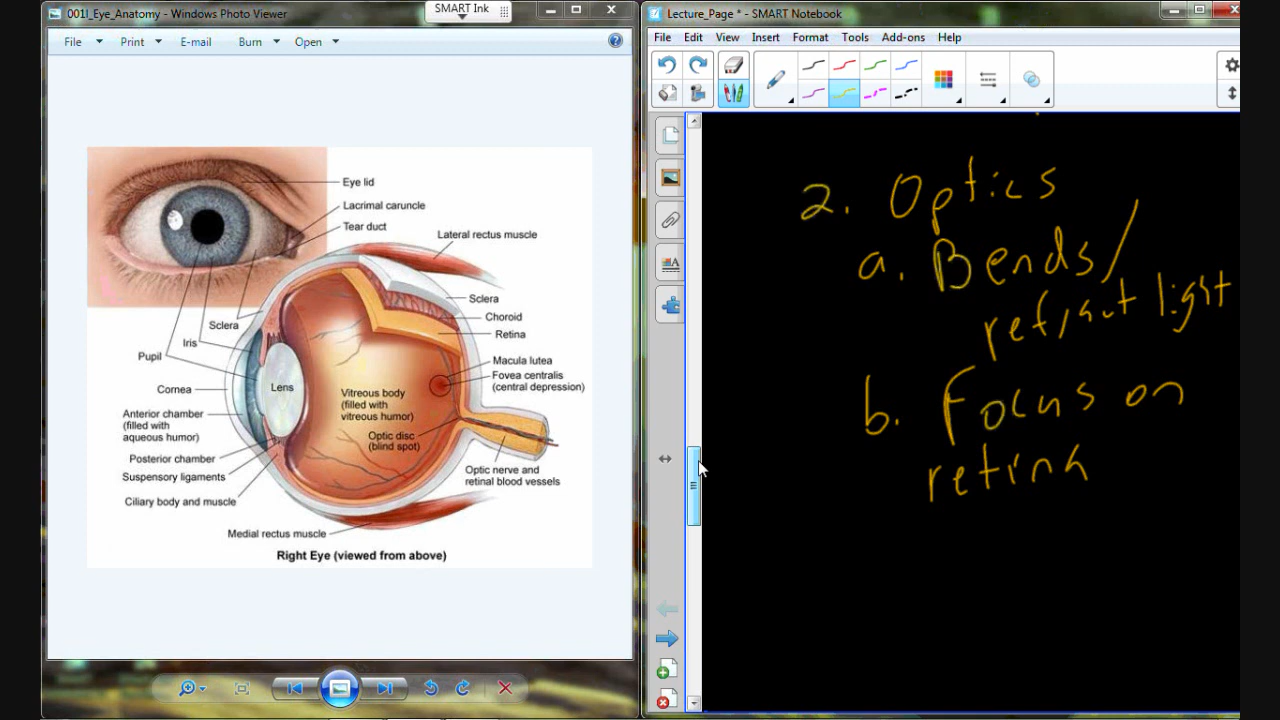 001I_Eye_Anatomy - Windows Photo Viewer
SMART Ink
File Print E-mail Burn Open
Eye lid
Lacrimal caruncle
Tear duct
Lateral rectus muscle
Sclera
Choroid
Retina
Macula lutea
Fovea centralis
(central depression)
Sclera
Iris
Pupil
Cornea
Anterior chamber
(filled with
aqueous humor)
Posterior chamber
Suspensory ligaments
Ciliary body and muscle
Lens
Vitreous body
(filled with
vitreous humor)
Optic disc
(blind spot)
Optic nerve and
retinal blood vessels
Medial rectus muscle
Right Eye (viewed from above)
Lecture_Page * - SMART Notebook
File Edit View Insert Format Tools Add-ons Help
2. Optics
a. Bends/
refract light
b. Focus on
retina